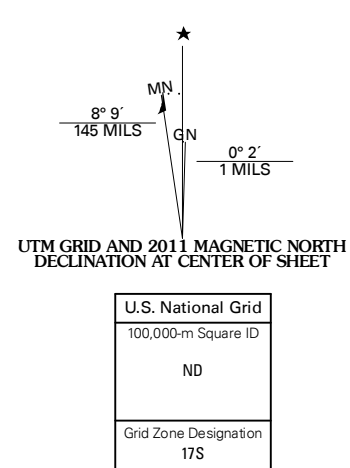 MN
8° 9´
145 MILS
GN
0° 2´
1 MILS
UTM GRID AND 2011 MAGNETIC NORTH
DECLINATION AT CENTER OF SHEET
U.S. National Grid
100,000-m Square ID
ND
Grid Zone Designation
17S